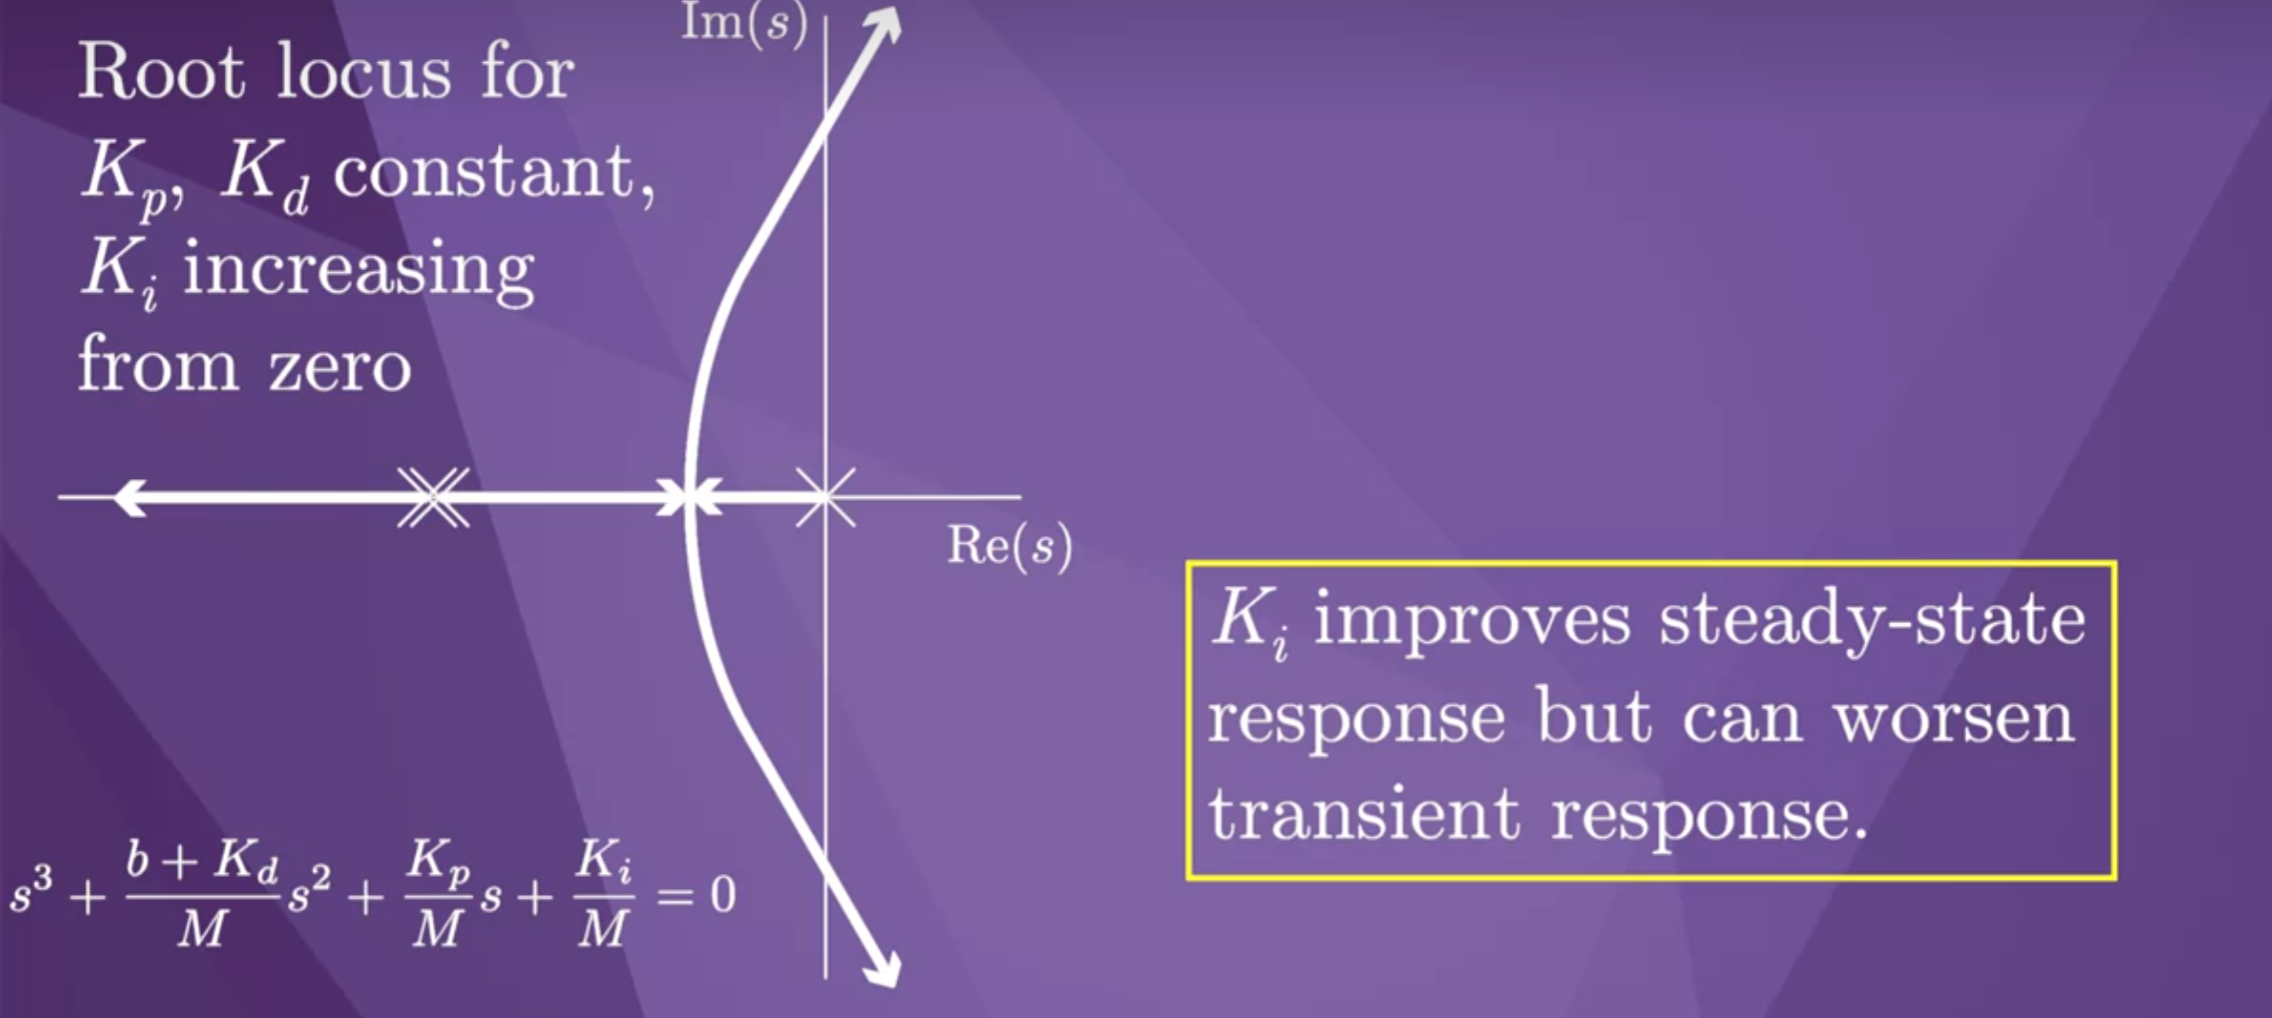 Root locus for
K_p, K_d constant,
K_i increasing
from zero
Im(s)
Re(s)
s^3 + \frac{b + K_d}{M} s^2 + \frac{K_p}{M} s + \frac{K_i}{M} = 0
K_i improves steady-state
response but can worsen
transient response.